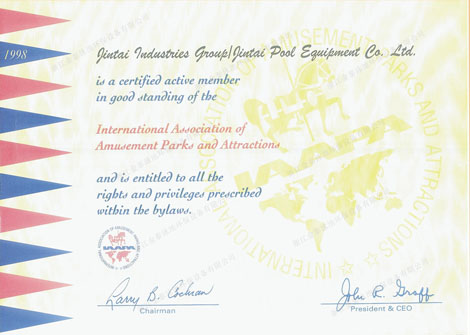 1998
Jintai Industries Group/Jintai Pool Equipment Co. Ltd.
is a certified active member
in good standing of the
International Association of
Amusement Parks and Attractions
and is entitled to all the
rights and privileges prescribed
within the bylaws.
IAAPA
INTERNATIONAL ASSOCIATION OF AMUSEMENT PARKS AND ATTRACTIONS
IAAPA
Larry B. Cochran
Chairman
John R. Graff
President & CEO